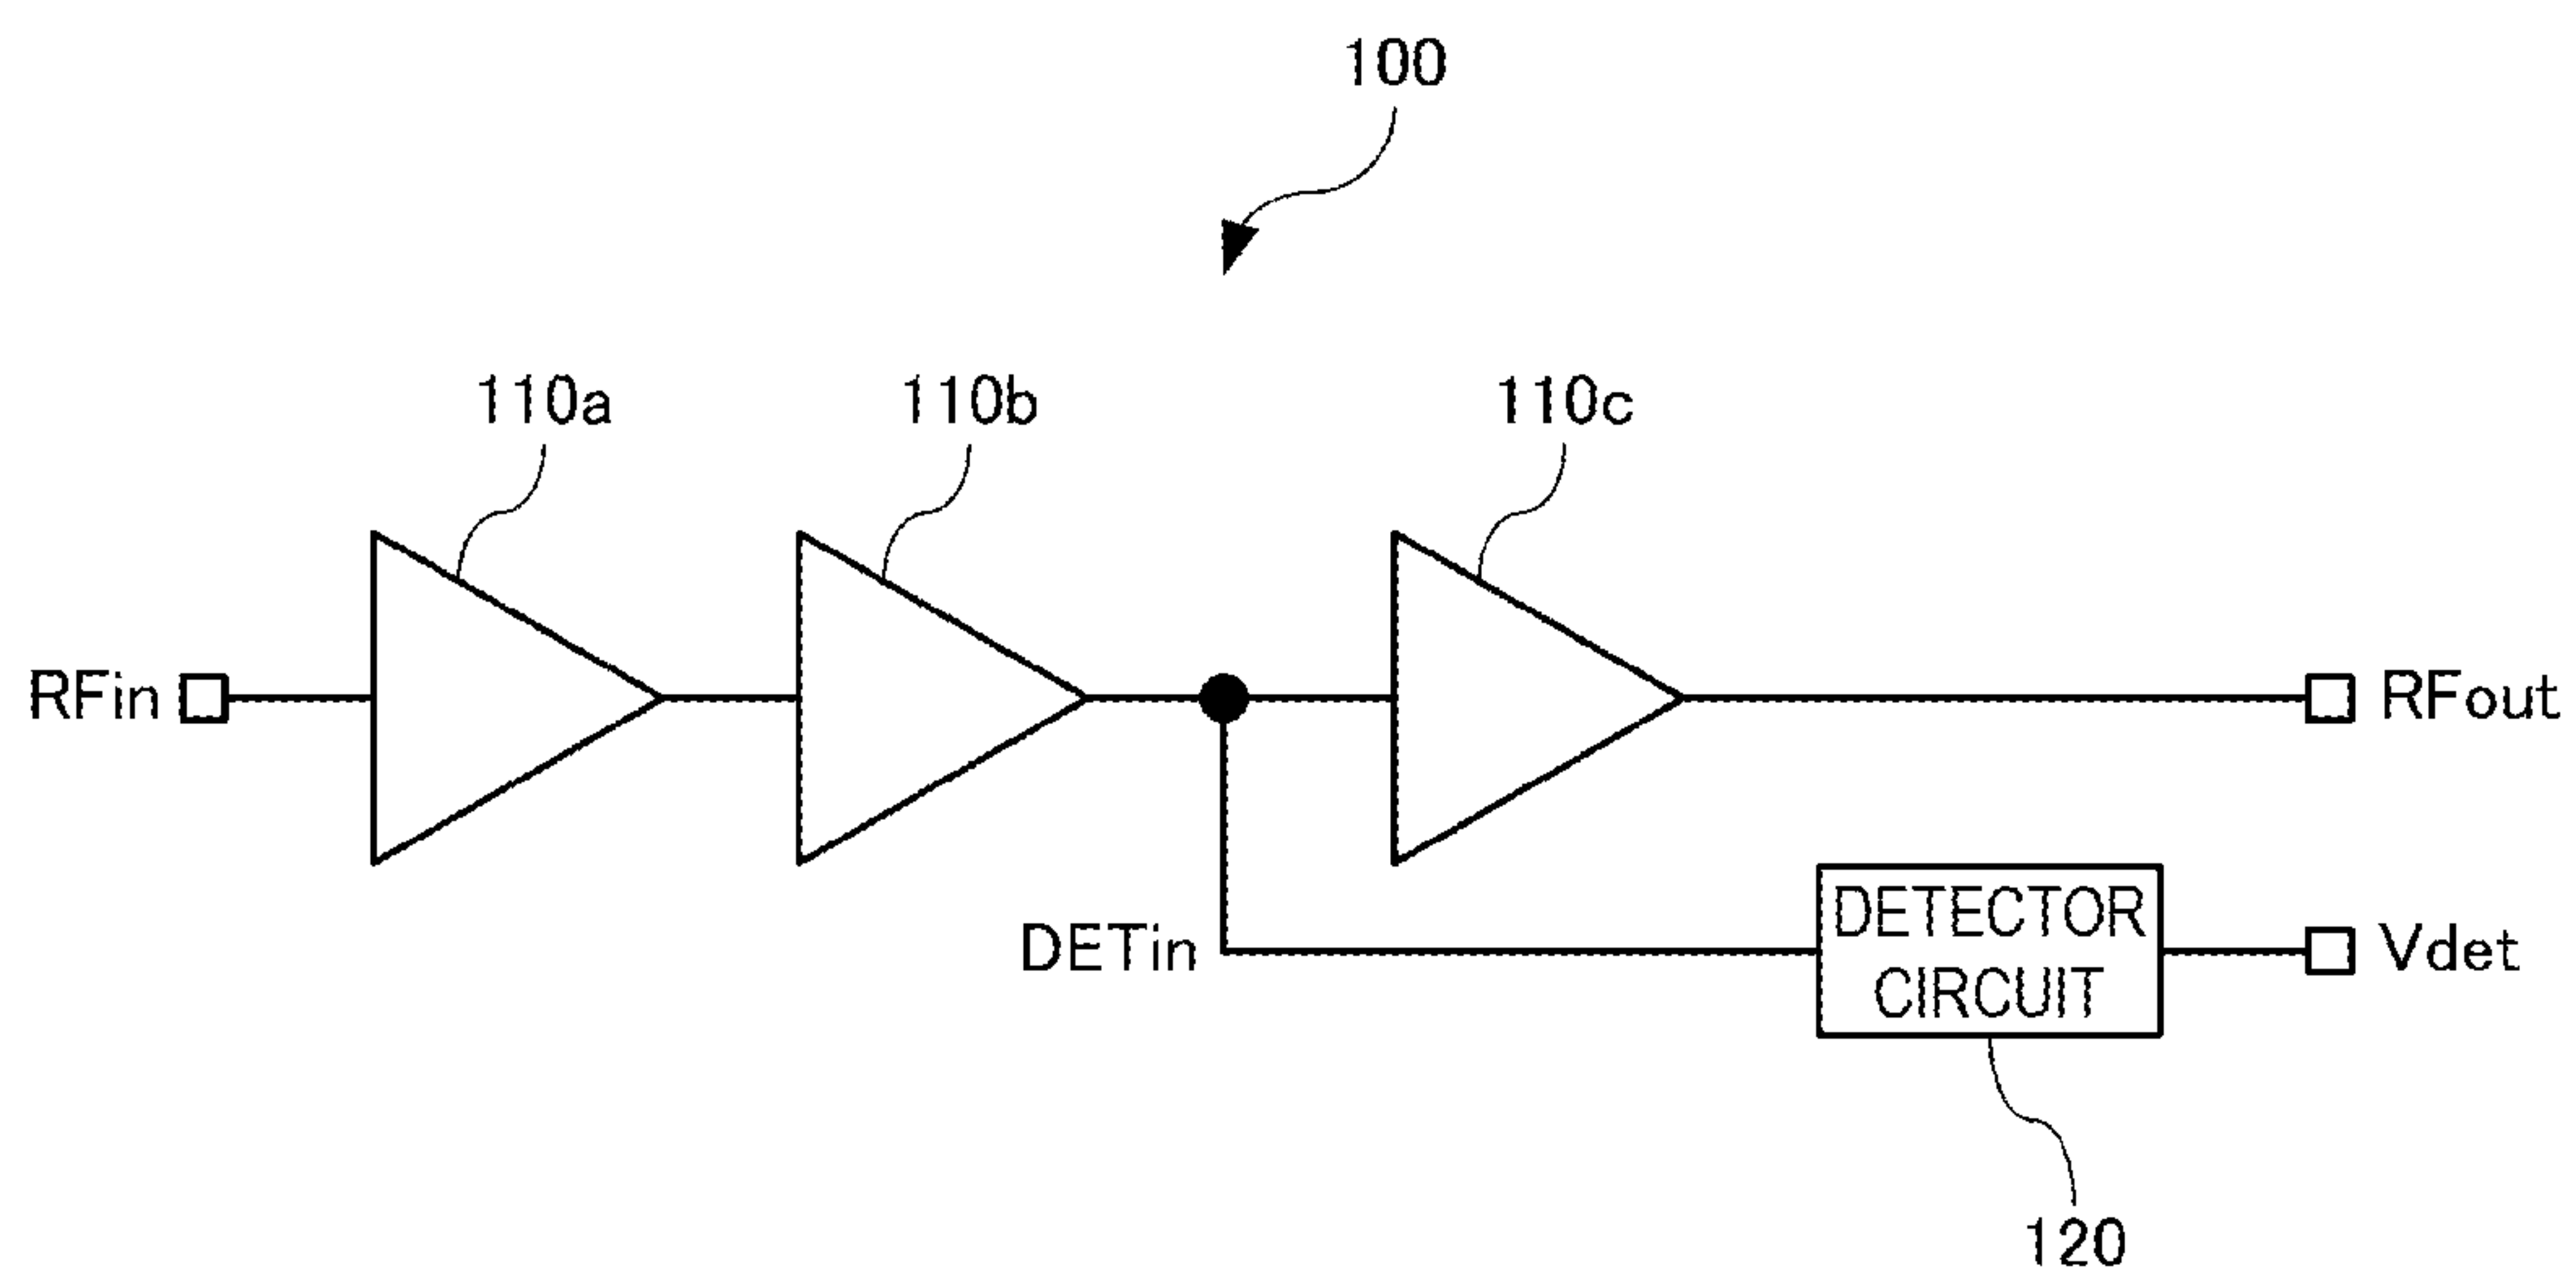 100
110a
110b
110c
RFin
RFout
DETin
DETECTOR
CIRCUIT
Vdet
120